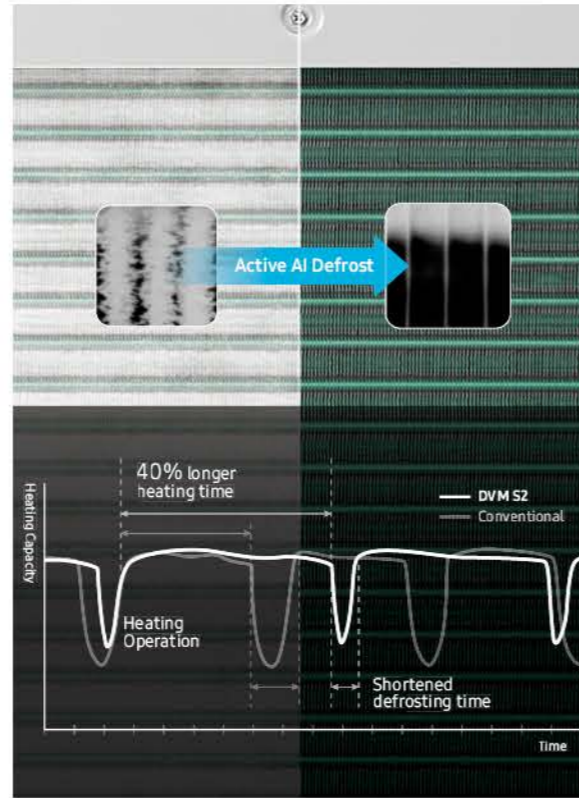 Active AI Defrost
40% longer
heating time
Heating Capacity
DVM S2
Conventional
Heating
Operation
Shortened
defrosting time
Time